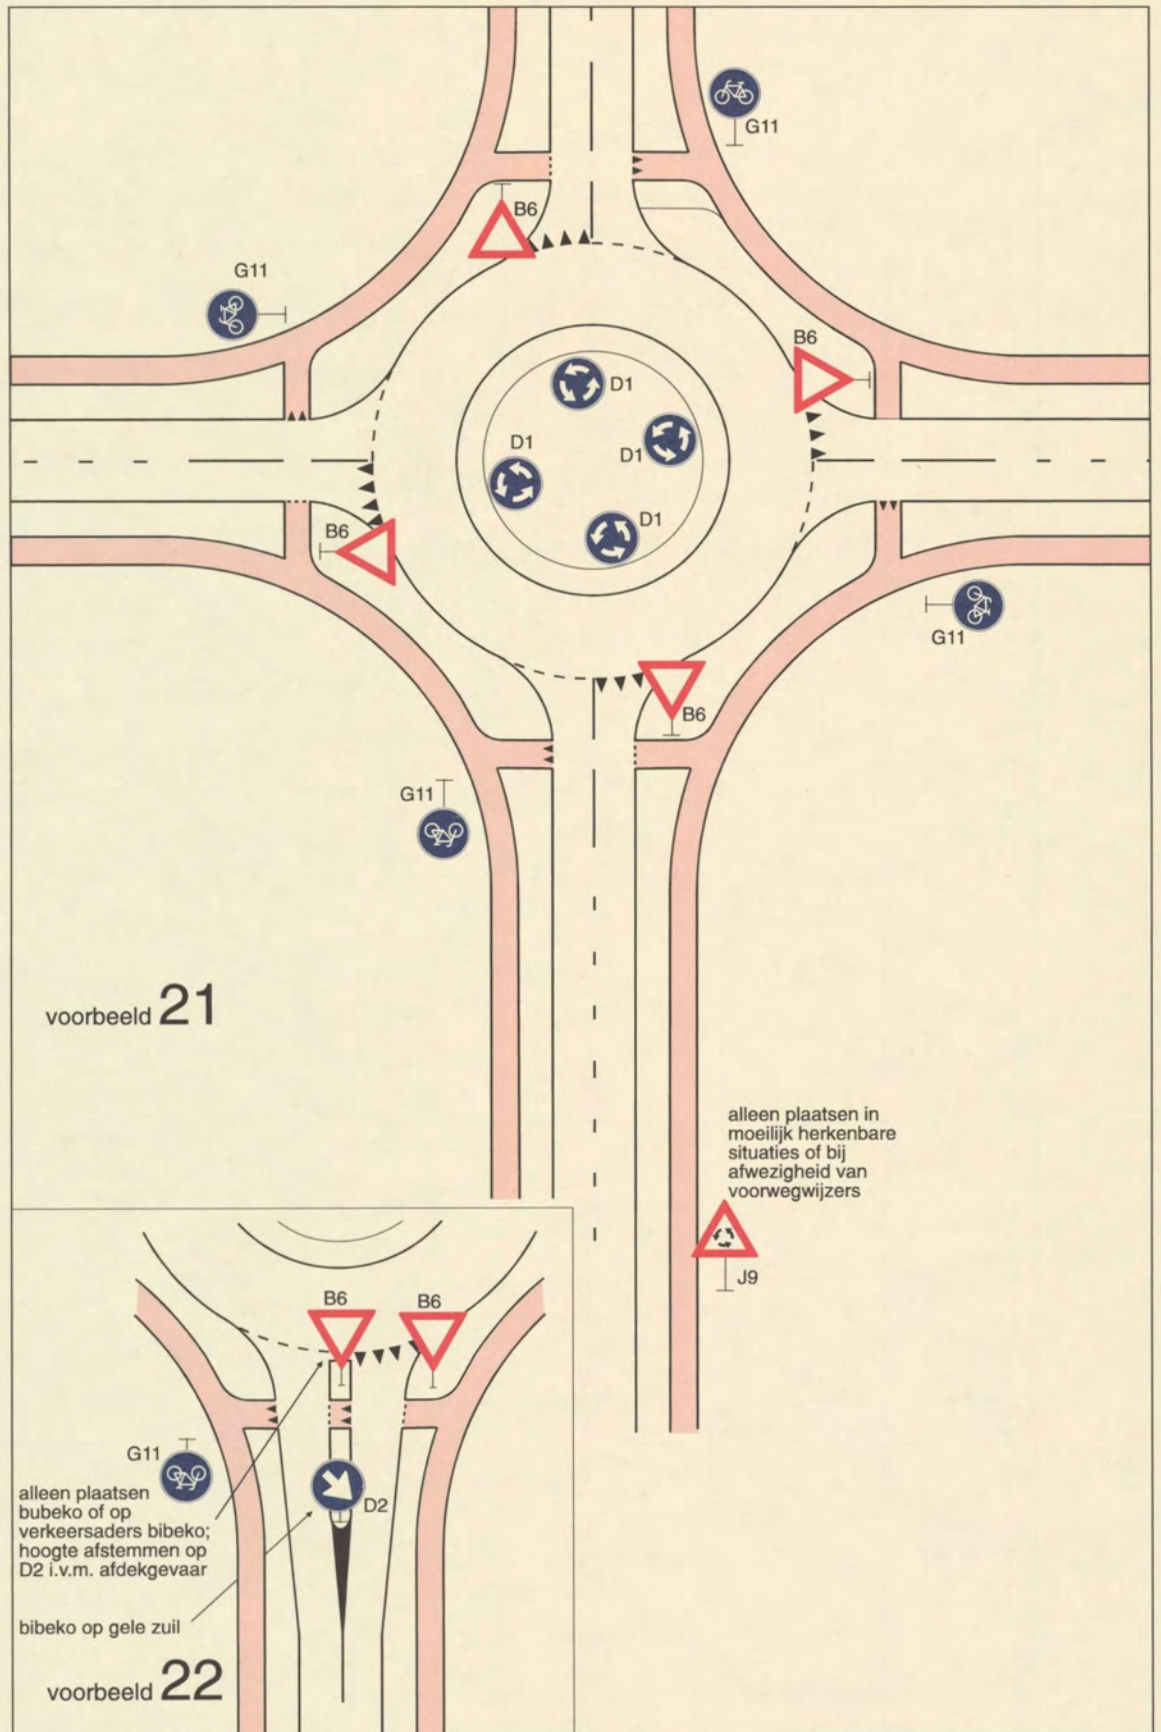 G11
B6
G11
B6
D1
D1
D1
D1
B6
G11
B6
G11
voorbeeld 21
alleen plaatsen in
moeilijk herkenbare
situaties of bij
afwezigheid van
voorwegwijzers
J9
B6
B6
G11
alleen plaatsen
bubeko of op
verkeersaders bibeko;
hoogte afstemmen op
D2 i.v.m. afdekgevaar
D2
bibeko op gele zuil
voorbeeld 22